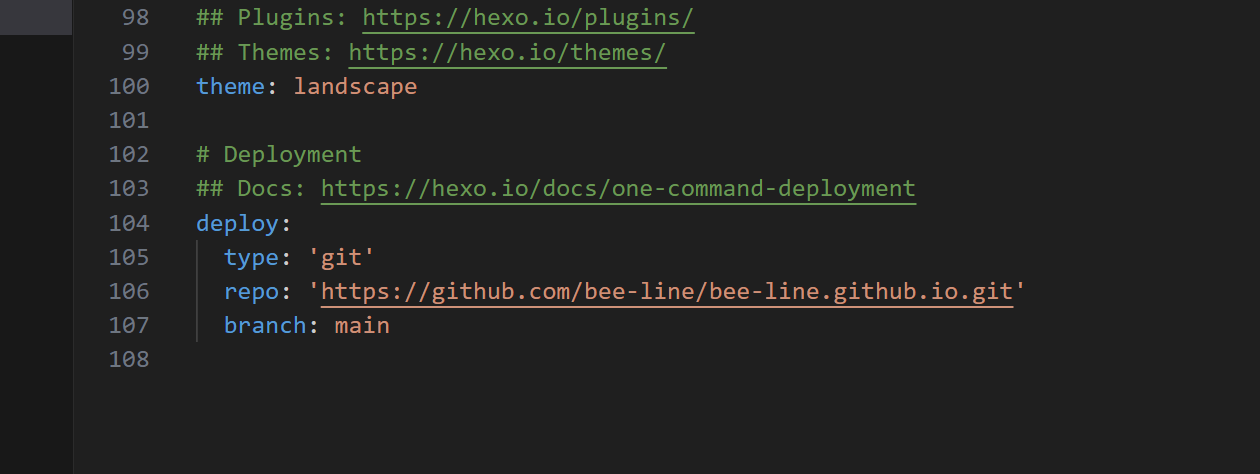 98 ## Plugins: https://hexo.io/plugins/
99 ## Themes: https://hexo.io/themes/
100 theme: landscape
101
102 # Deployment
103 ## Docs: https://hexo.io/docs/one-command-deployment
104 deploy:
105   type: 'git'
106   repo: 'https://github.com/bee-line/bee-line.github.io.git'
107   branch: main
108